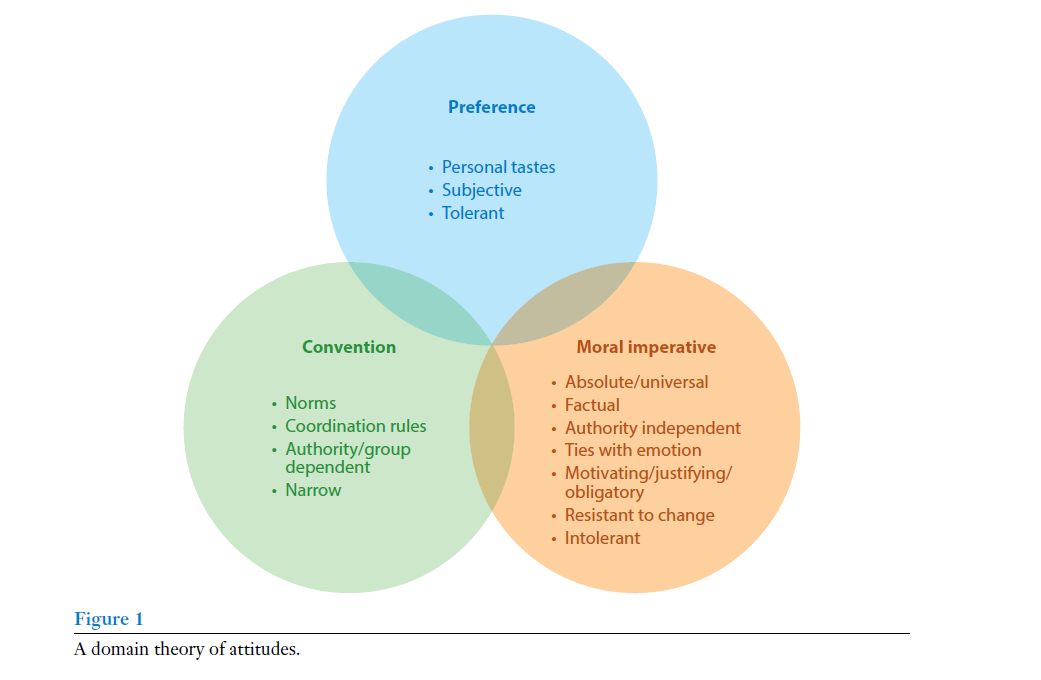 Preference
• Personal tastes
• Subjective
• Tolerant
Convention
• Norms
• Coordination rules
• Authority/group
dependent
• Narrow
Moral imperative
• Absolute/universal
• Factual
• Authority independent
• Ties with emotion
• Motivating/justifying/
obligatory
• Resistant to change
• Intolerant
Figure 1
A domain theory of attitudes.